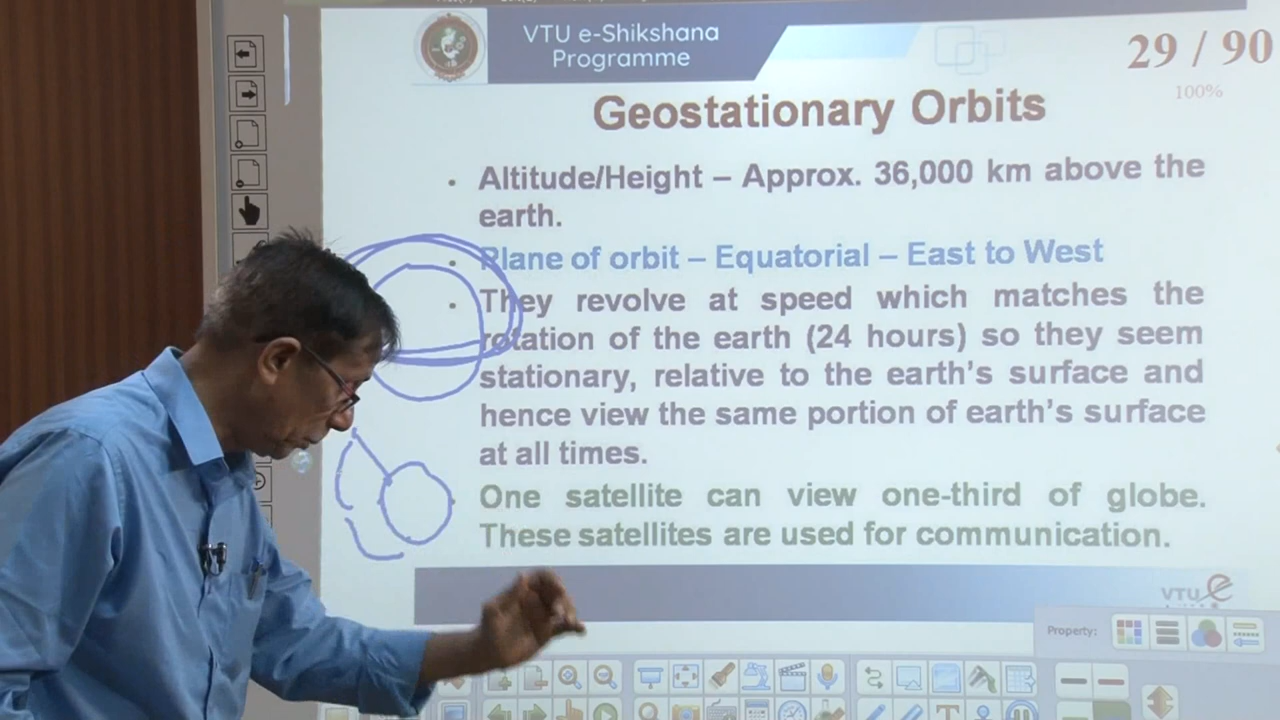 VTU e-Shikshana
Programme
29 / 90
100%
Geostationary Orbits
• Altitude/Height – Approx. 36,000 km above the
earth.
• Plane of orbit – Equatorial – East to West
• They revolve at speed which matches the
rotation of the earth (24 hours) so they seem
stationary, relative to the earth's surface and
hence view the same portion of earth's surface
at all times.
One satellite can view one-third of globe.
These satellites are used for communication.
VTU e
Property: